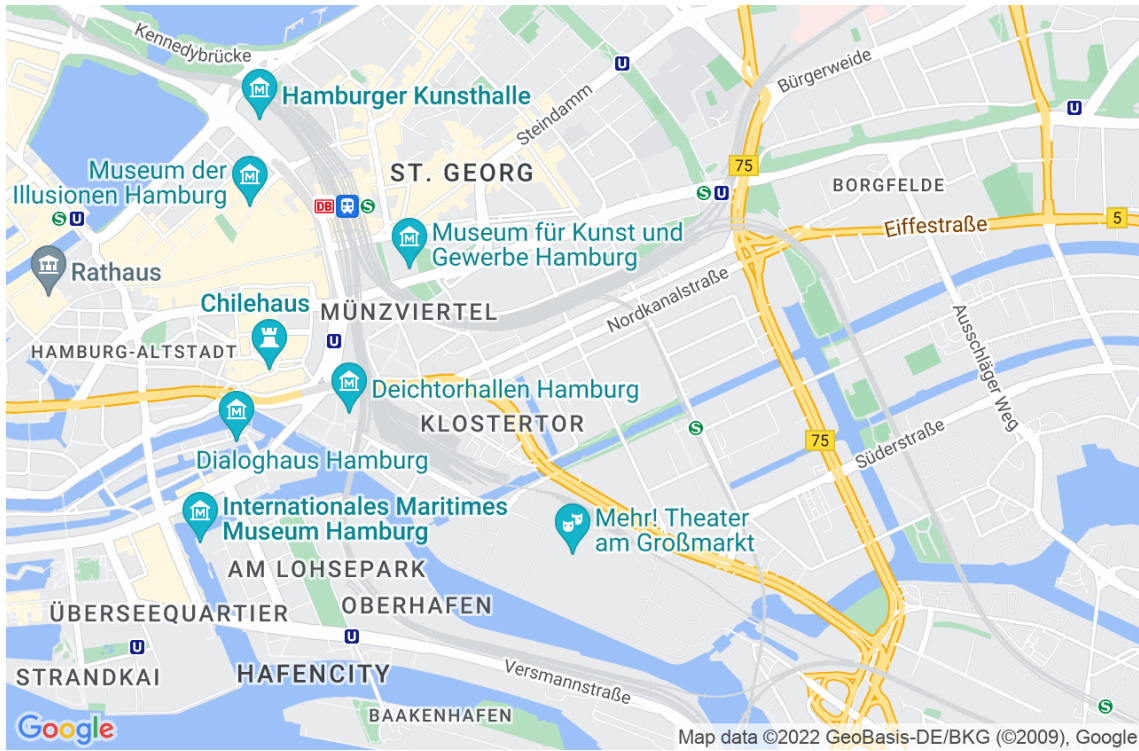 Kennedybrücke
U
Bürgerweide
Hamburger Kunsthalle
Steindamm
U
Museum der
Illusionen Hamburg
ST. GEORG
75
BORGFELDE
S U
DB S
S U
Eiffestraße
5
Museum für Kunst und
Gewerbe Hamburg
Rathaus
Nordkanalstraße
Chilehaus
MÜNZVIERTEL
U
HAMBURG-ALTSTADT
Ausschläger Weg
Deichtorhallen Hamburg
KLOSTERTOR
S
75
Süderstraße
Dialoghaus Hamburg
Internationales Maritimes
Museum Hamburg
Mehr! Theater
am Großmarkt
AM LOHSEPARK
OBERHAFEN
ÜBERSEEQUARTIER
U
U
STRANDKAI
HAFENCITY
Versmannstraße
S
BAAKENHAFEN
Google
Map data ©2022 GeoBasis-DE/BKG (©2009), Google